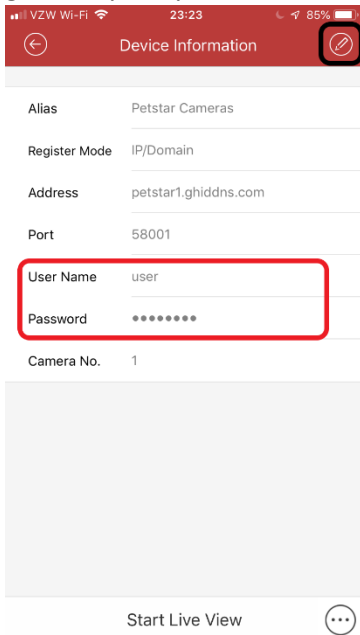 VZW Wi-Fi 23:23 85%
Device Information
Alias Petstar Cameras
Register Mode IP/Domain
Address petstar1.ghiddns.com
Port 58001
User Name user
Password ●●●●●●●●
Camera No. 1
Start Live View